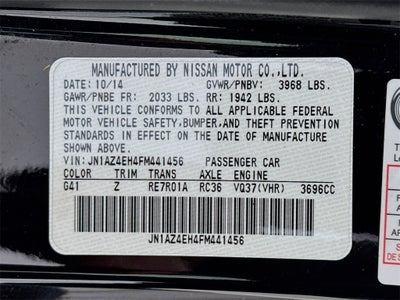 MANUFACTURED BY NISSAN MOTOR CO.,LTD.
DATE: 10/14 GVWR/PNBV: 3968 LBS.
GAWR/PNBE FR: 2033 LBS. RR: 1942 LBS.
THIS VEHICLE CONFORMS TO ALL APPLICABLE FEDERAL
MOTOR VEHICLE SAFETY,BUMPER,AND THEFT PREVENTION
STANDARDS IN EFFECT ON THE DATE OF MANUFACTURE
SHOWN ABOVE.
VIN: JN1AZ4EH4FM441456 PASSENGER CAR
COLOR TRIM TRANS AXLE ENGINE
G41 Z RE7R01A RC36 VQ37(VHR) 3696CC
JN1AZ4EH4FM441456